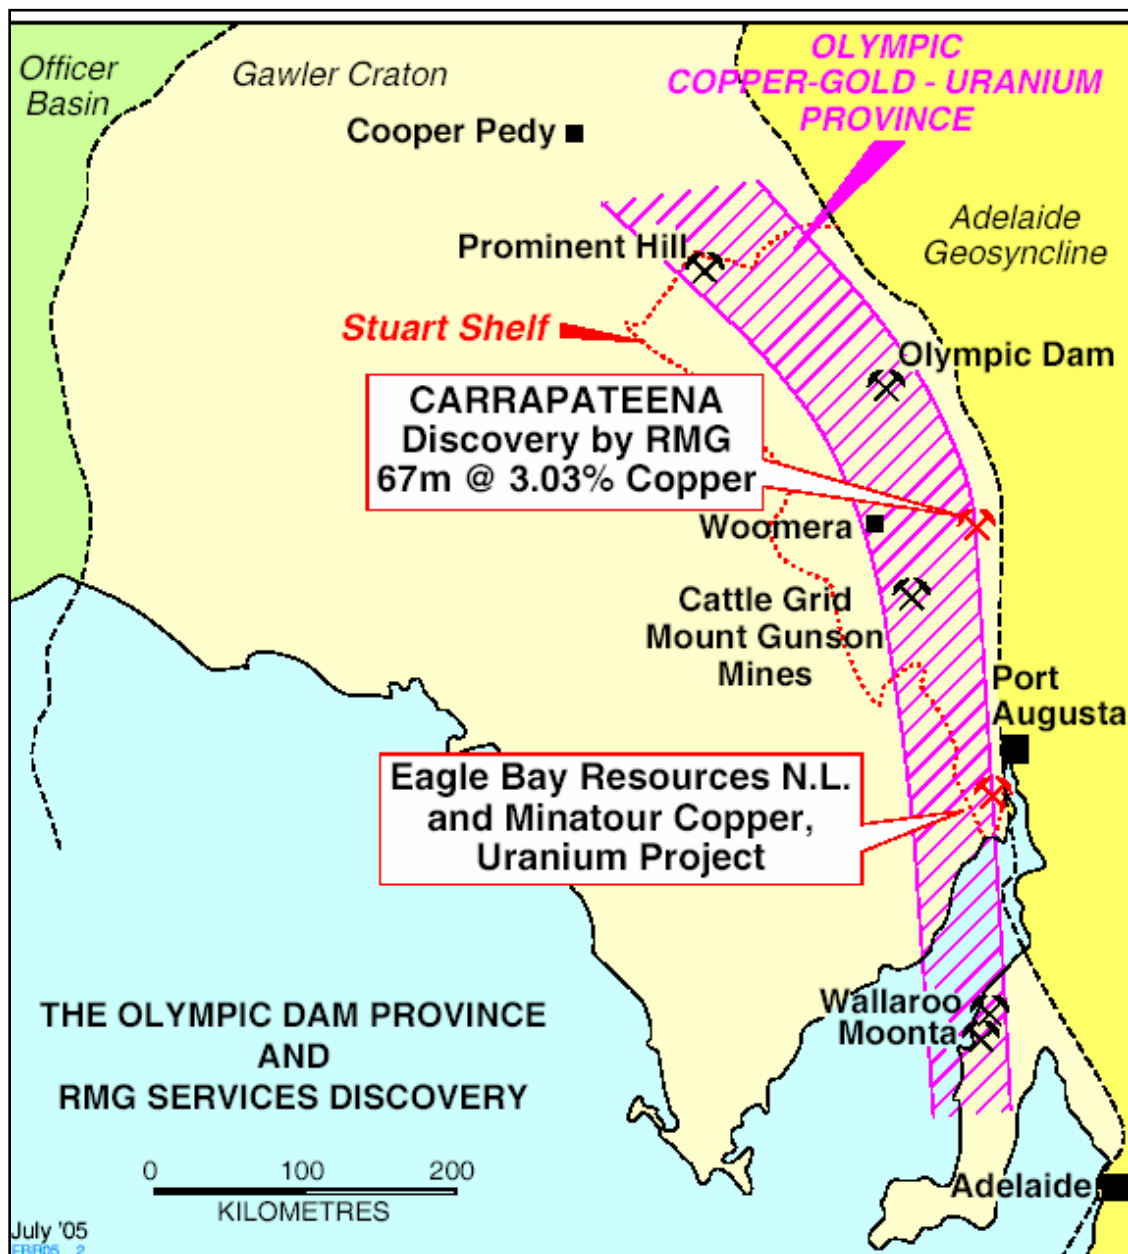 Officer
Basin
Gawler Craton
OLYMPIC
COPPER-GOLD - URANIUM
PROVINCE
Cooper Pedy
Adelaide
Geosyncline
Prominent Hill
Stuart Shelf
Olympic Dam
CARRAPATEENA
Discovery by RMG
67m @ 3.03% Copper
Woomera
Cattle Grid
Mount Gunson
Mines
Port
Augusta
Eagle Bay Resources N.L.
and Minatour Copper,
Uranium Project
Wallaroo
Moonta
THE OLYMPIC DAM PROVINCE
AND
RMG SERVICES DISCOVERY
0 100 200
KILOMETRES
Adelaide
July '05